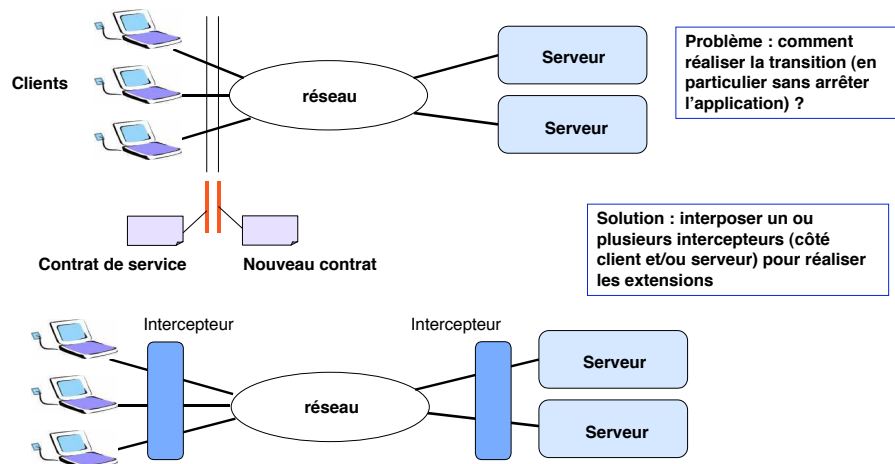 Clients
réseau
Serveur
Serveur
Problème : comment
réaliser la transition (en
particulier sans arrêter
l'application) ?
Contrat de service
Nouveau contrat
Solution : interposer un ou
plusieurs intercepteurs (côté
client et/ou serveur) pour réaliser
les extensions
Intercepteur
Intercepteur
réseau
Serveur
Serveur